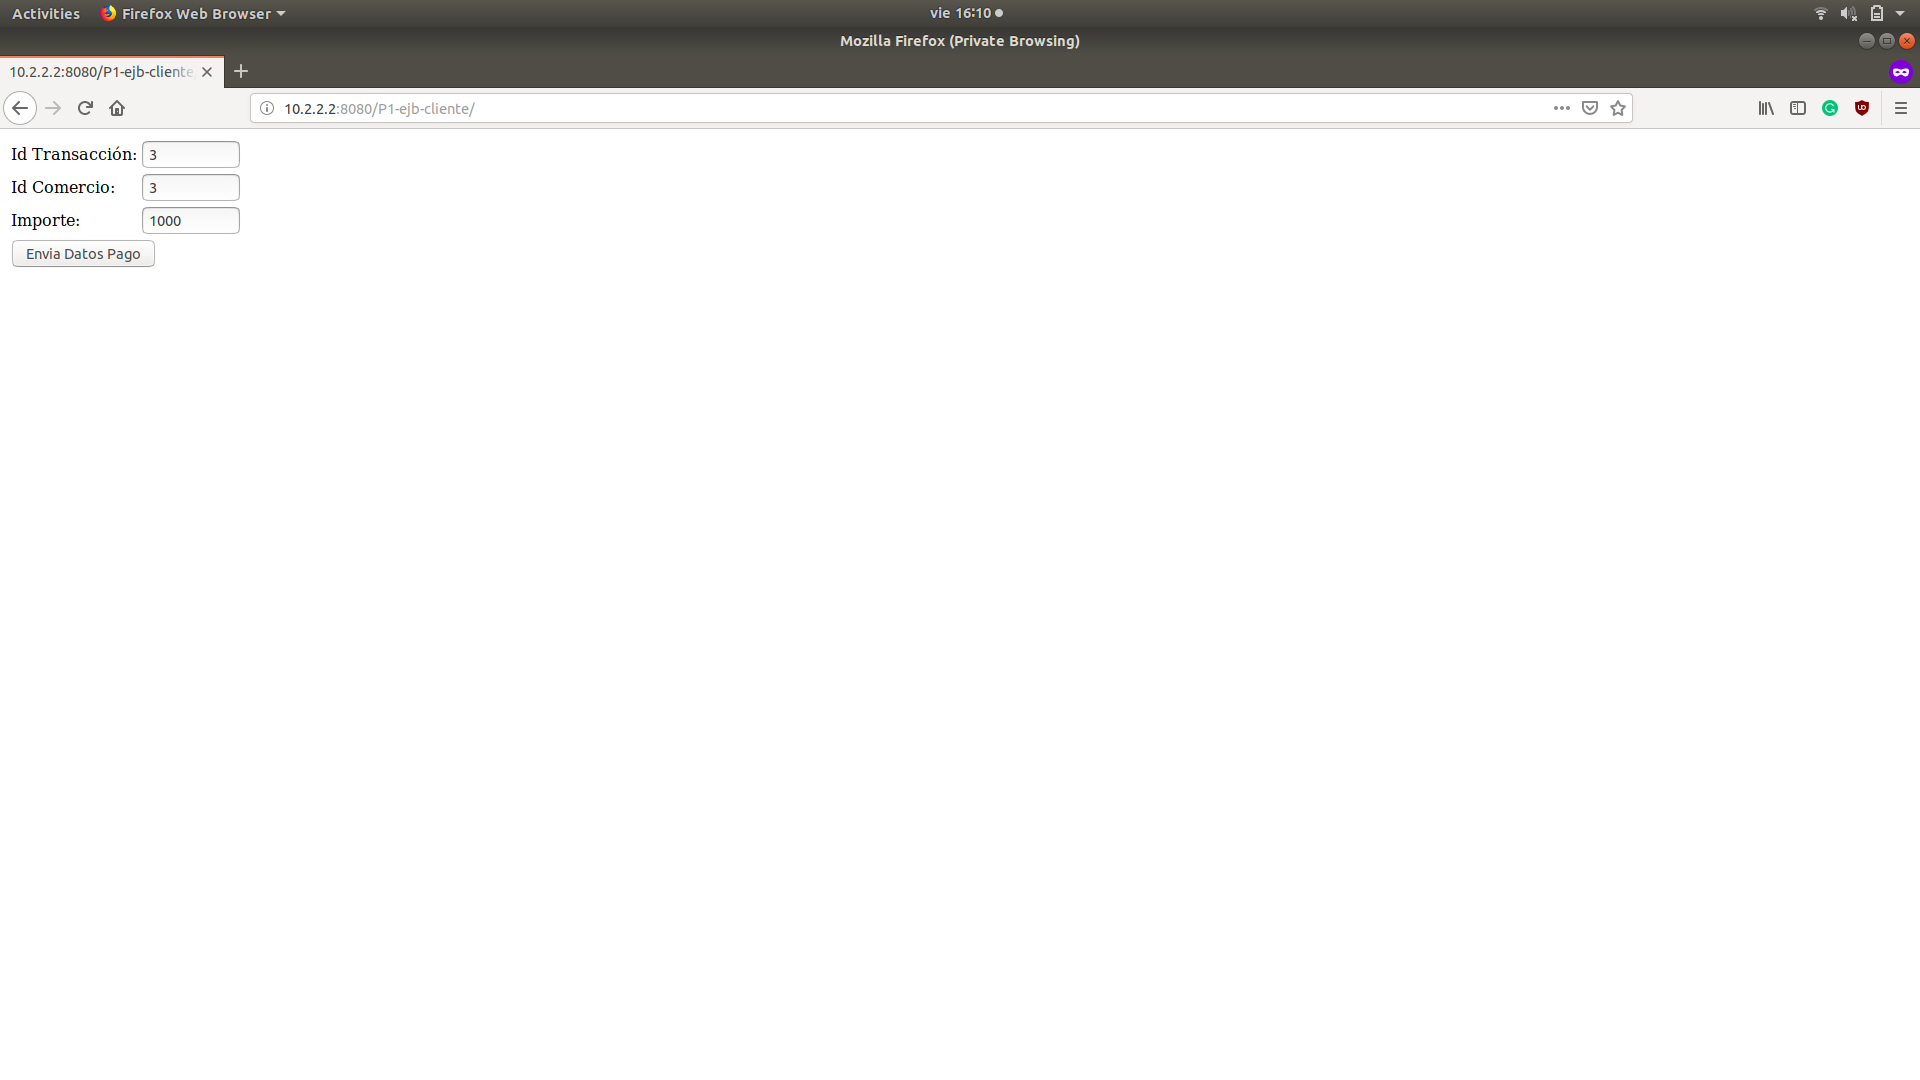 Activities Firefox Web Browser vie 16:10
Mozilla Firefox (Private Browsing)
10.2.2.2:8080/P1-ejb-cliente
10.2.2.2:8080/P1-ejb-cliente/
Id Transacción: 3
Id Comercio: 3
Importe: 1000
Envia Datos Pago